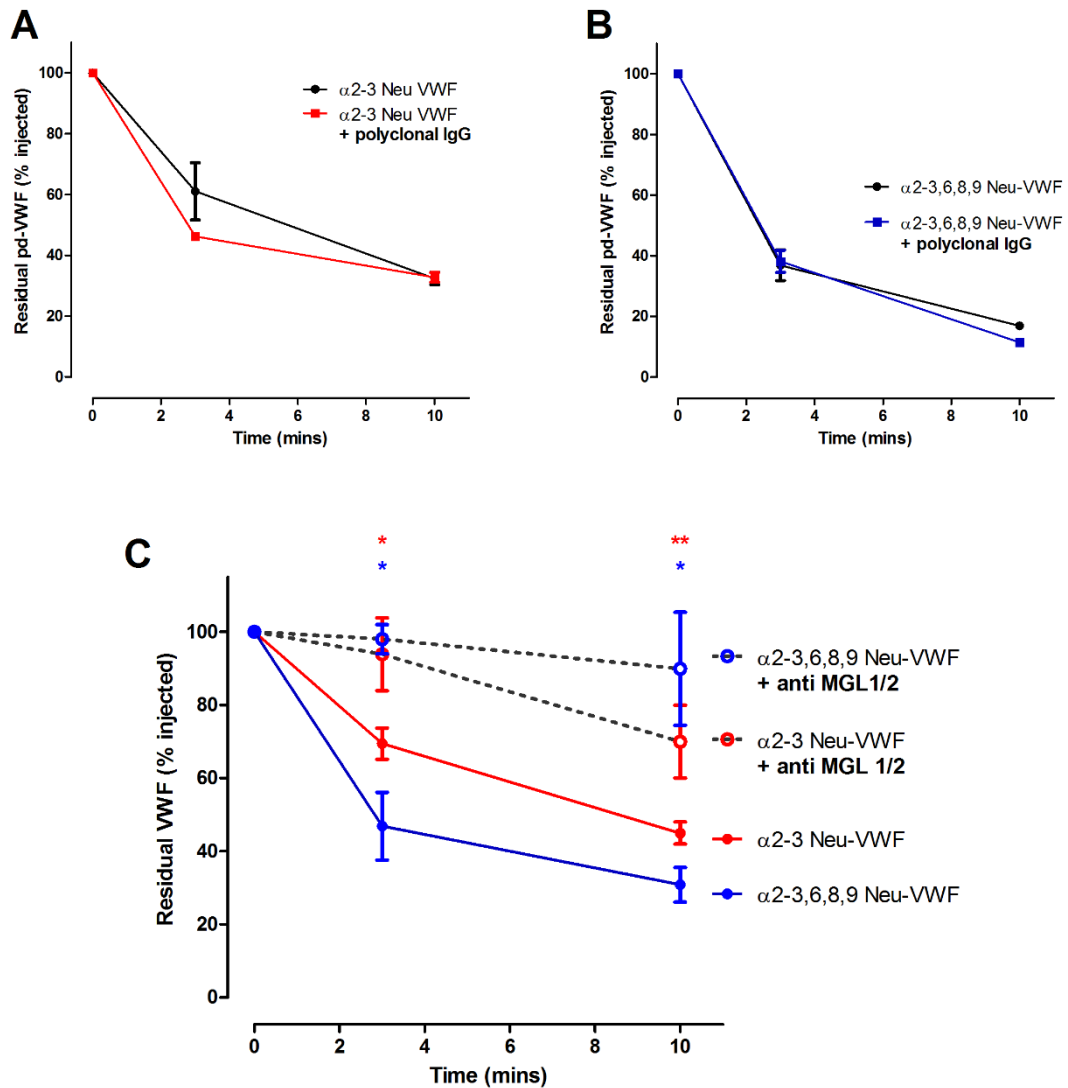 A
Residual pd-VWF (% injected)
100
80
60
40
20
0
0 2 4 6 8 10
Time (mins)
α2-3 Neu VWF
α2-3 Neu VWF
+ polyclonal IgG
B
Residual pd-VWF (% injected)
100
80
60
40
20
0
0 2 4 6 8 10
Time (mins)
α2-3,6,8,9 Neu-VWF
α2-3,6,8,9 Neu-VWF
+ polyclonal IgG
C
* **
* *
Residual VWF (% injected)
100
80
60
40
20
0
0 2 4 6 8 10
Time (mins)
α2-3,6,8,9 Neu-VWF
+ anti MGL1/2
α2-3 Neu-VWF
+ anti MGL 1/2
α2-3 Neu-VWF
α2-3,6,8,9 Neu-VWF